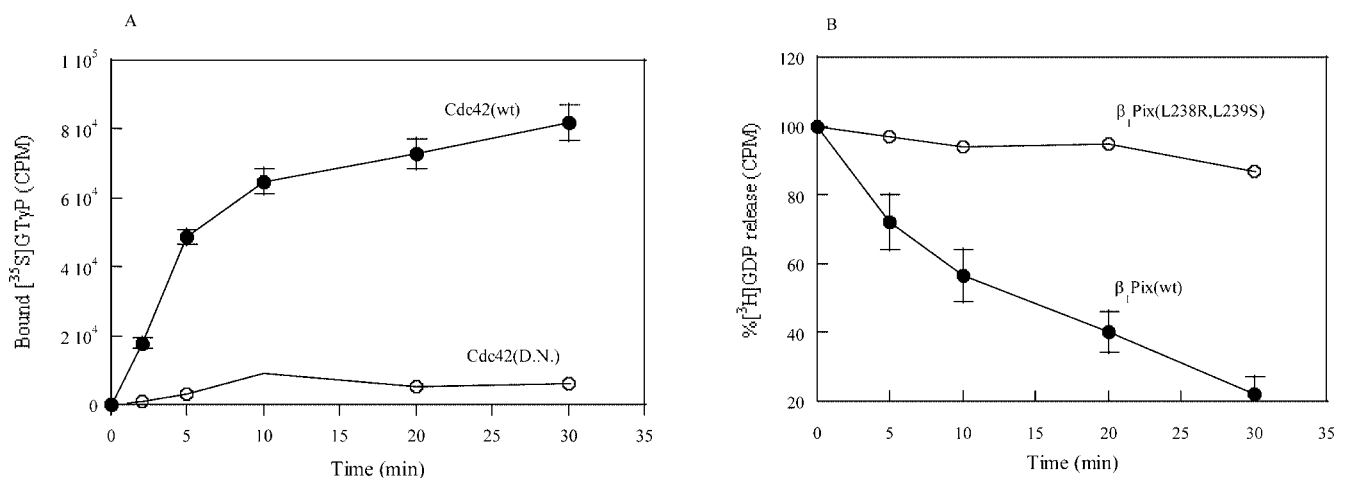 A
Bound [³⁵S]GTγP (CPM)
1 10⁵
8 10⁴
6 10⁴
4 10⁴
2 10⁴
0
Cdc42(wt)
Cdc42(D.N.)
0 5 10 15 20 25 30 35
Time (min)
B
%[³H]GDP release (CPM)
120
100
80
60
40
20
β₁Pix(L238R,L239S)
β₁Pix(wt)
0 5 10 15 20 25 30 35
Time (min)